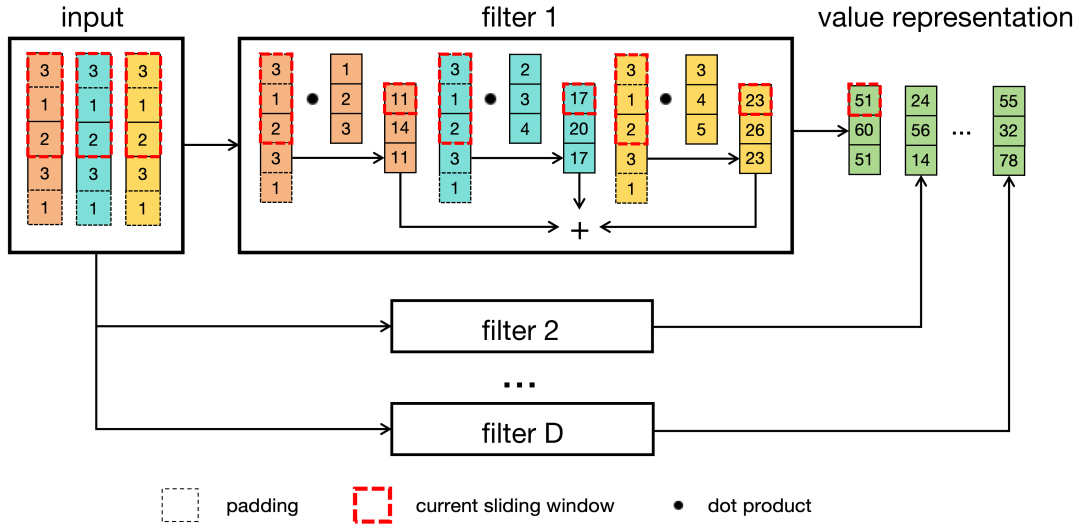 input
filter 1
value representation
3 3 3
1 1 1
2 2 2
3 3 3
1 1 1
3 1
1 2 11
2 3 14
3 11
1
3 2
1 3 17
2 4 20
3 17
1
3 3
1 4 23
2 5 26
3 23
1
+
51 24 55
60 56 ... 32
51 14 78
filter 2
...
filter D
padding
current sliding window
dot product